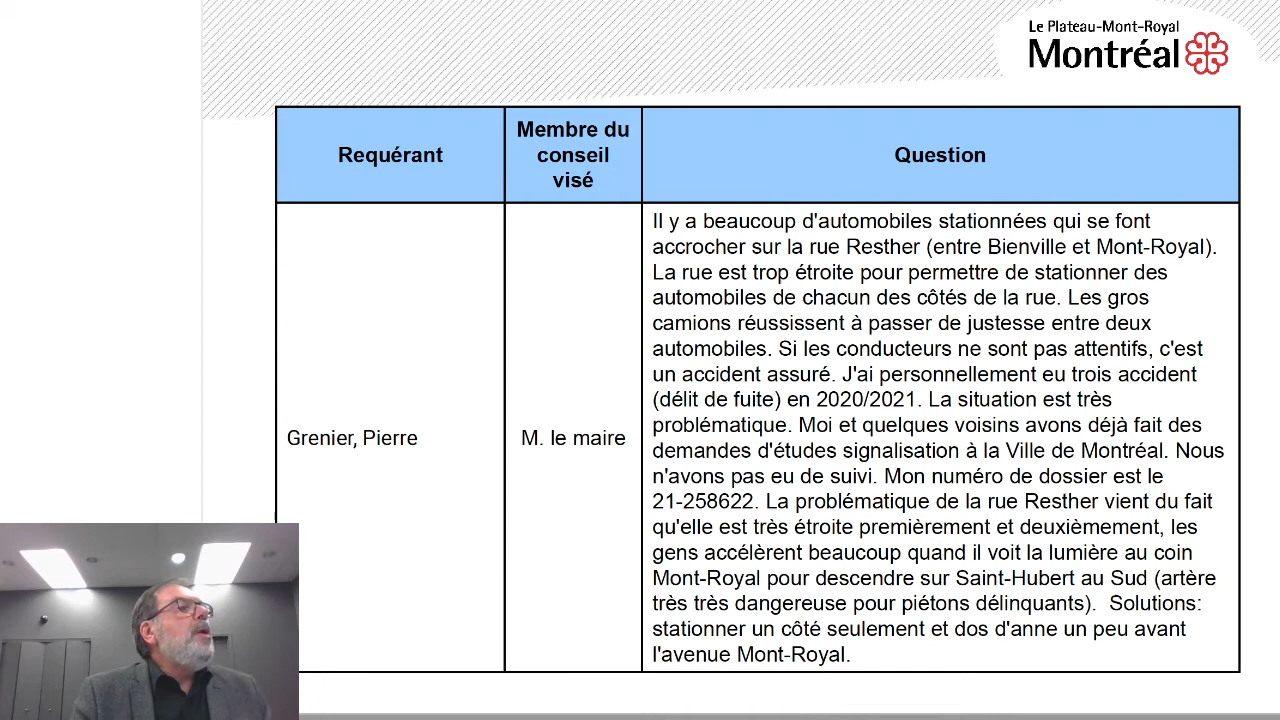 Le Plateau-Mont-Royal
Montréal
Requérant
Membre du
conseil
visé
Question
Grenier, Pierre
M. le maire
Il y a beaucoup d'automobiles stationnées qui se font
accrocher sur la rue Resther (entre Bienville et Mont-Royal).
La rue est trop étroite pour permettre de stationner des
automobiles de chacun des côtés de la rue. Les gros
camions réussissent à passer de justesse entre deux
automobiles. Si les conducteurs ne sont pas attentifs, c'est
un accident assuré. J'ai personnellement eu trois accident
(délit de fuite) en 2020/2021. La situation est très
problématique. Moi et quelques voisins avons déjà fait des
demandes d'études signalisation à la Ville de Montréal. Nous
n'avons pas eu de suivi. Mon numéro de dossier est le
21-258622. La problématique de la rue Resther vient du fait
qu'elle est très étroite premièrement et deuxièmement, les
gens accélèrent beaucoup quand il voit la lumière au coin
Mont-Royal pour descendre sur Saint-Hubert au Sud (artère
très très dangereuse pour piétons délinquants).  Solutions:
stationner un côté seulement et dos d'anne un peu avant
l'avenue Mont-Royal.